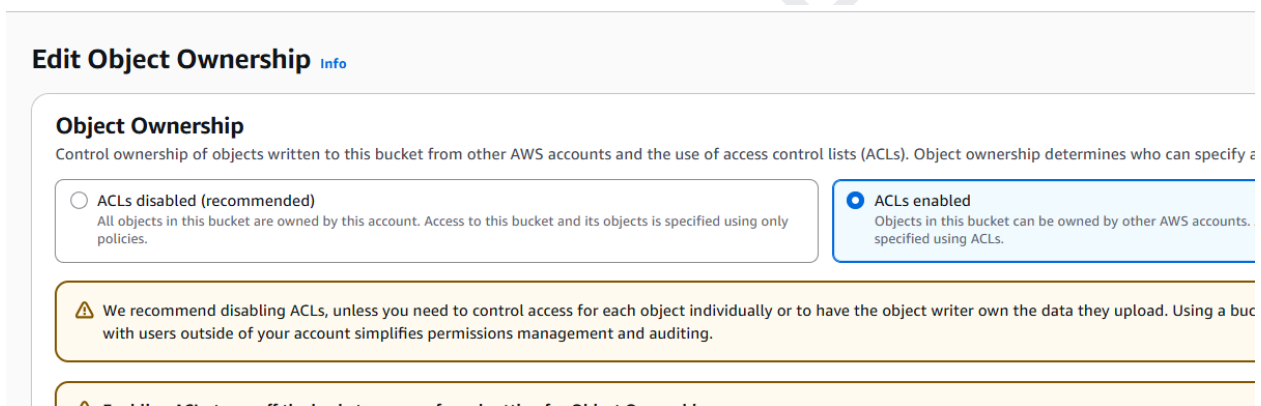 Edit Object Ownership Info
Object Ownership
Control ownership of objects written to this bucket from other AWS accounts and the use of access control lists (ACLs). Object ownership determines who can specify a
ACLs disabled (recommended)
All objects in this bucket are owned by this account. Access to this bucket and its objects is specified using only
policies.
ACLs enabled
Objects in this bucket can be owned by other AWS accounts.
specified using ACLs.
We recommend disabling ACLs, unless you need to control access for each object individually or to have the object writer own the data they upload. Using a buc
with users outside of your account simplifies permissions management and auditing.